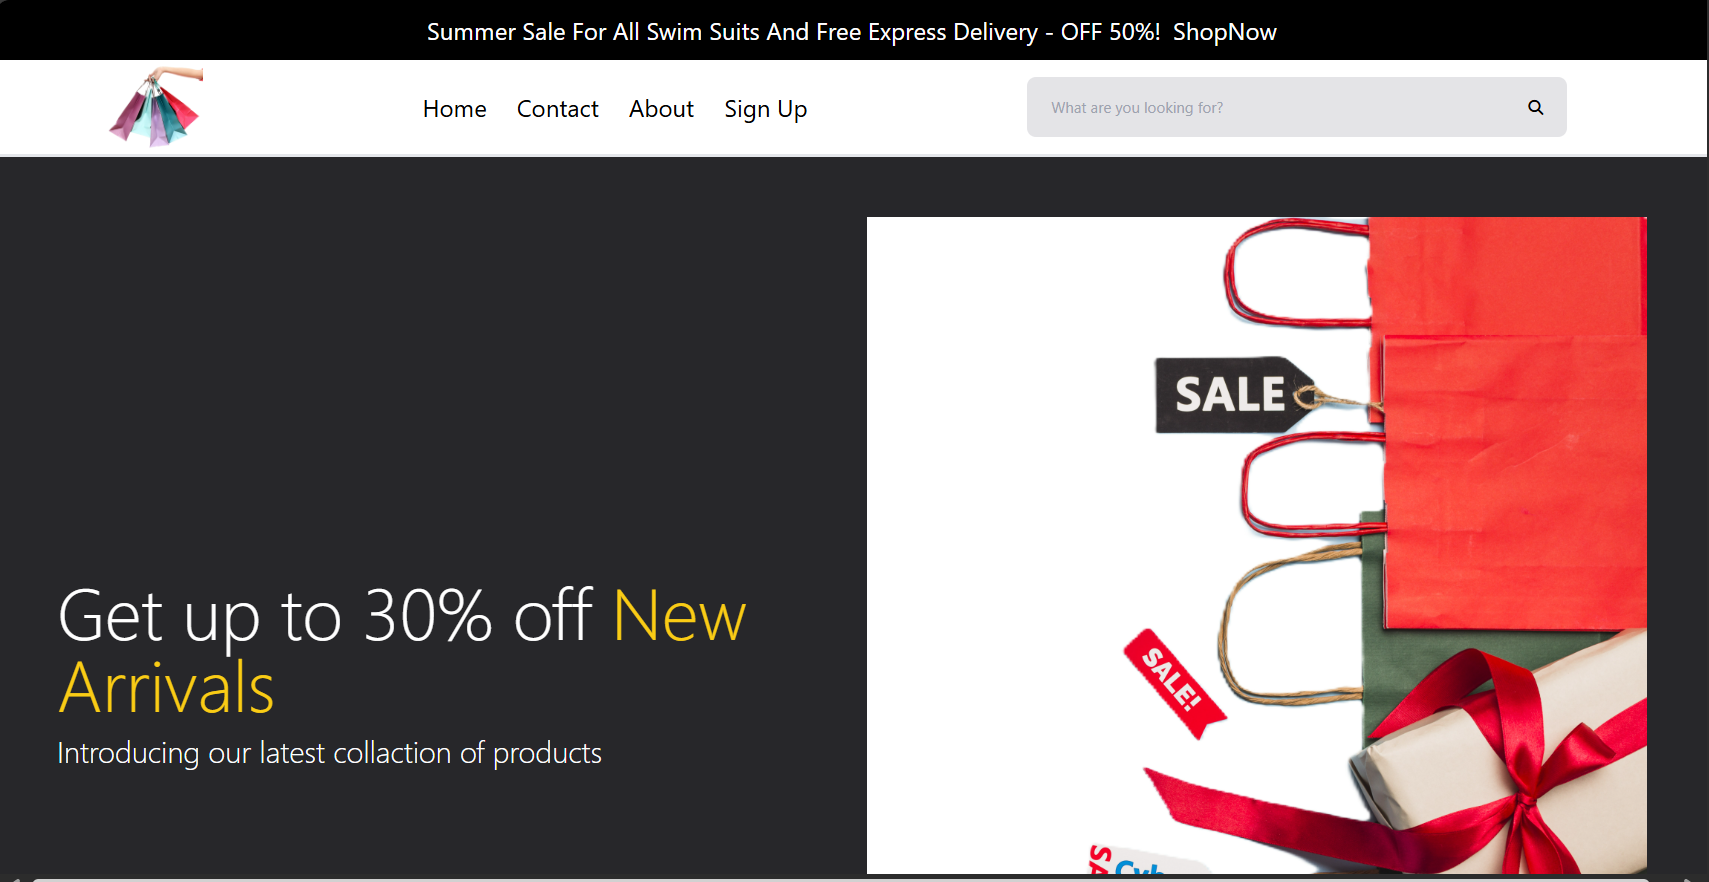 Summer Sale For All Swim Suits And Free Express Delivery - OFF 50%! ShopNow
Home Contact About Sign Up
What are you looking for?
SALE
Get up to 30% off New
Arrivals
SALE!
Introducing our latest collaction of products